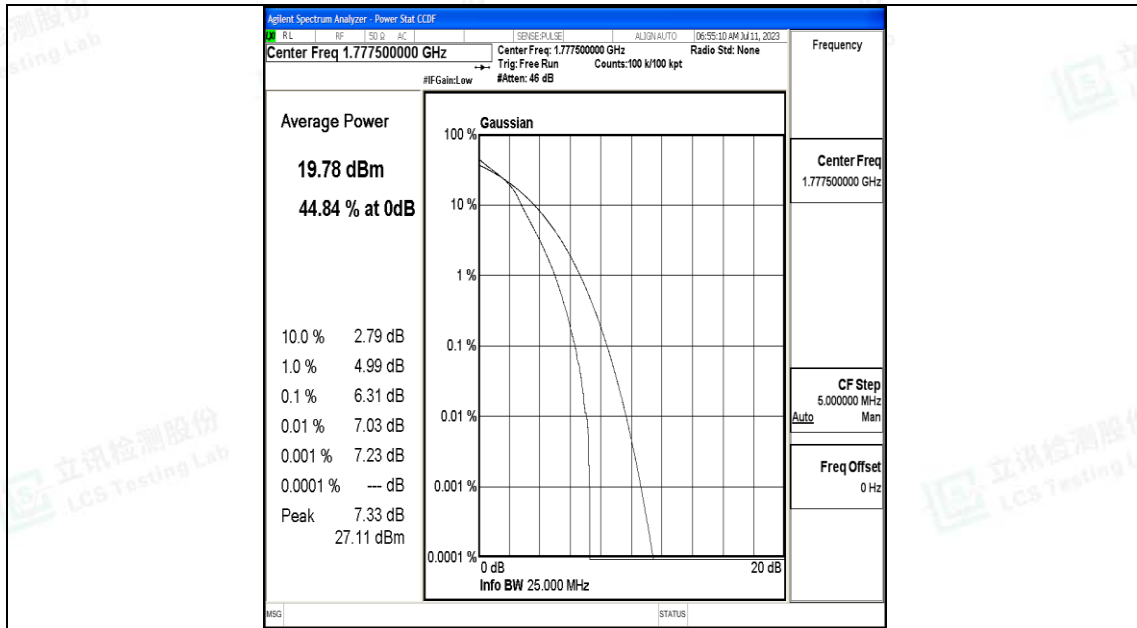 Agilent Spectrum Analyzer - Power Stat CCDF
RL RF 50 Ω AC SENSE:PULSE ALIGN AUTO 06:55:10 AM Jul 11, 2023
Center Freq 1.777500000 GHz
Center Freq: 1.777500000 GHz Radio Std: None
Trig: Free Run Counts:100 k/100 kpt
#IFGain:Low #Atten: 46 dB
Frequency
Average Power
19.78 dBm
44.84 % at 0dB
10.0 % 2.79 dB
1.0 % 4.99 dB
0.1 % 6.31 dB
0.01 % 7.03 dB
0.001 % 7.23 dB
0.0001 % --- dB
Peak 7.33 dB
27.11 dBm
Gaussian
100 %
10 %
1 %
0.1 %
0.01 %
0.001 %
0.0001 %
0 dB 20 dB
Info BW 25.000 MHz
Center Freq
1.777500000 GHz
CF Step
5.000000 MHz
Auto Man
Freq Offset
0 Hz
MSG STATUS
立讯检测股份
LCS Testing Lab